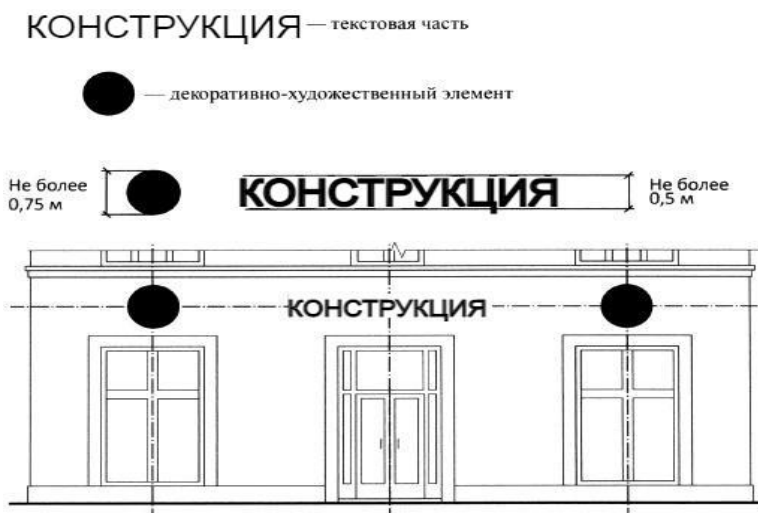 КОНСТРУКЦИЯ — текстовая часть
— декоративно-художественный элемент
Не более
0,75 м
КОНСТРУКЦИЯ
Не более
0,5 м
КОНСТРУКЦИЯ